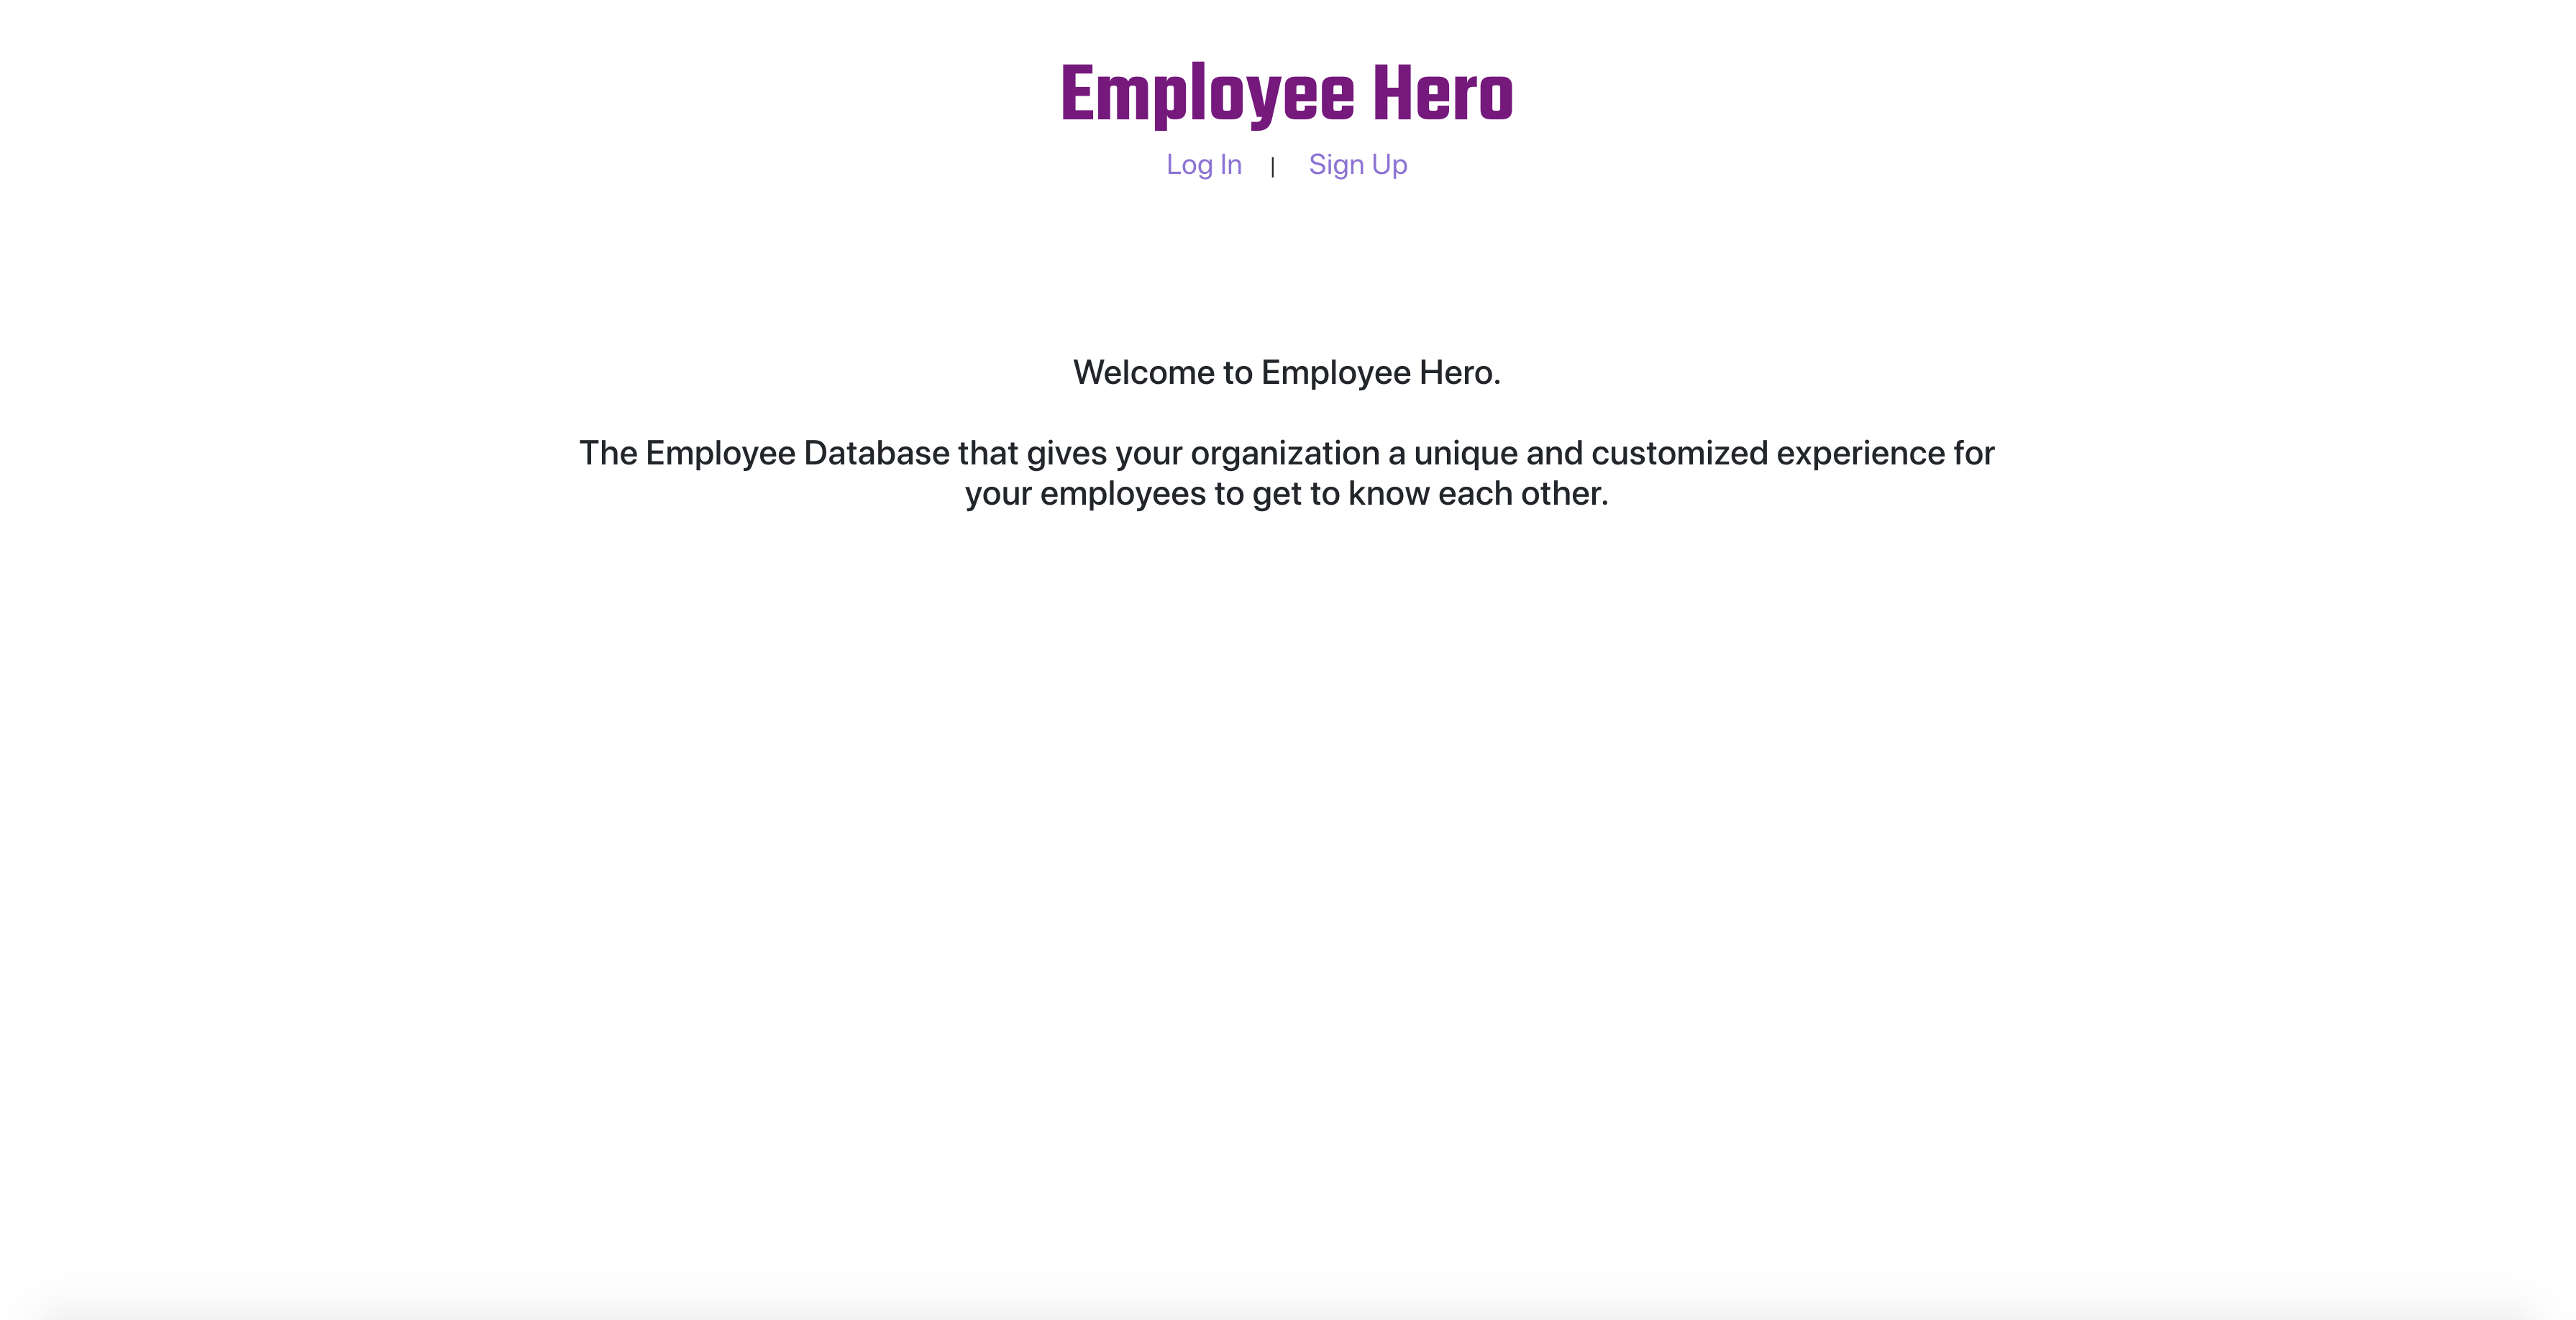 Employee Hero
Log In | Sign Up
Welcome to Employee Hero.
The Employee Database that gives your organization a unique and customized experience for
your employees to get to know each other.